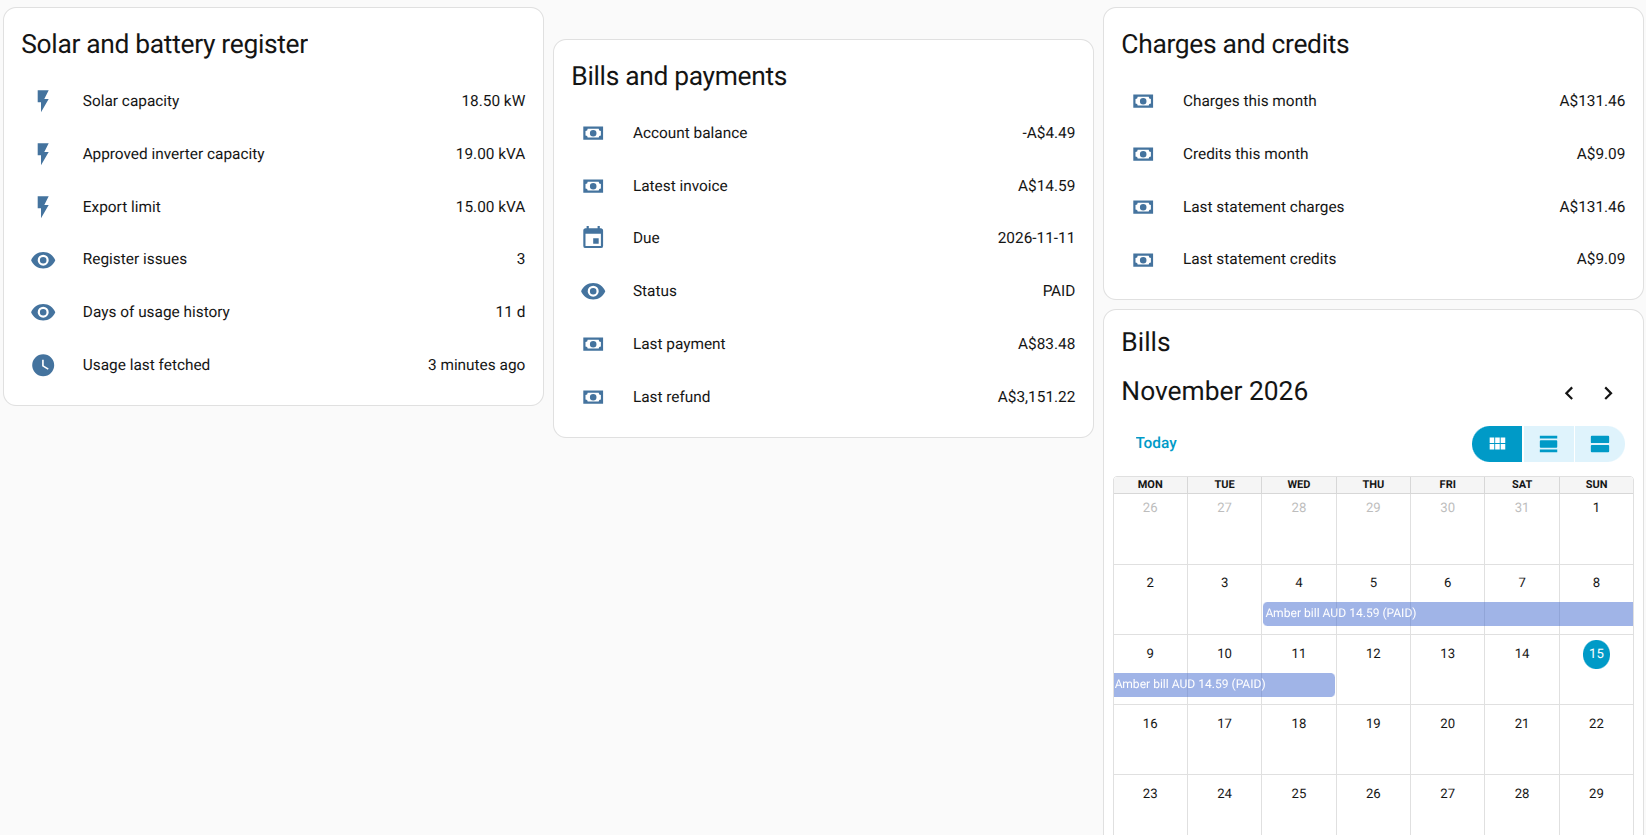 Solar and battery register
Solar capacity 18.50 kW
Approved inverter capacity 19.00 kVA
Export limit 15.00 kVA
Register issues 3
Days of usage history 11 d
Usage last fetched 3 minutes ago
Bills and payments
Account balance -A$4.49
Latest invoice A$14.59
Due 2026-11-11
Status PAID
Last payment A$83.48
Last refund A$3,151.22
Charges and credits
Charges this month A$131.46
Credits this month A$9.09
Last statement charges A$131.46
Last statement credits A$9.09
Bills
November 2026
Today
MON TUE WED THU FRI SAT SUN
26 27 28 29 30 31 1
2 3 4 5 6 7 8
Amber bill AUD 14.59 (PAID)
9 10 11 12 13 14 15
Amber bill AUD 14.59 (PAID)
16 17 18 19 20 21 22
23 24 25 26 27 28 29